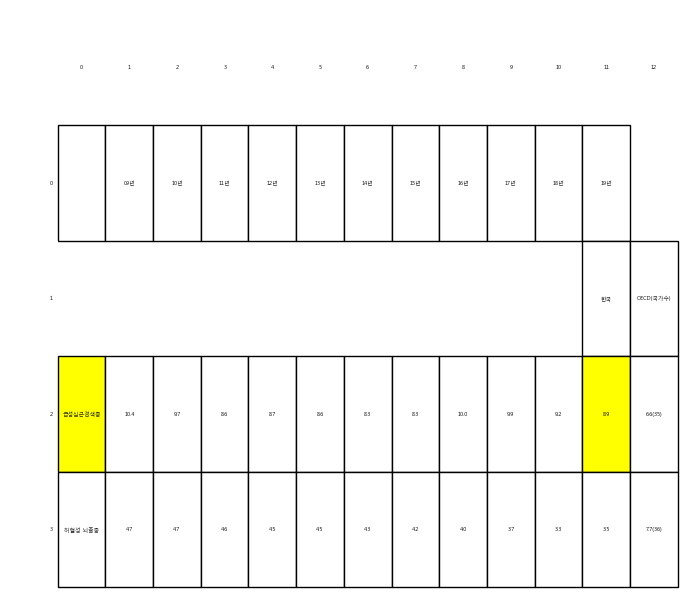 0 1 2 3 4 5 6 7 8 9 10 11 12
0 09년 10년 11년 12년 13년 14년 15년 16년 17년 18년 19년
1 한국 OECD(국가수)
2 급성심근경색증 10.4 9.7 8.6 8.7 8.6 8.3 8.3 10.0 9.9 9.2 8.9 6.6(35)
3 허혈성 뇌졸중 4.7 4.7 4.6 4.5 4.5 4.3 4.2 4.0 3.7 3.3 3.5 7.7(36)